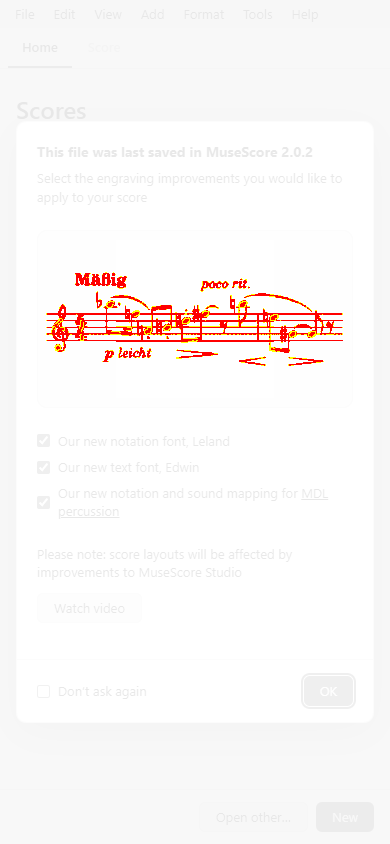 File Edit View Add Format Tools Help
Home Score
Scores
This file was last saved in MuseScore 2.0.2
Select the engraving improvements you would like to
apply to your score
Mäßig
poco rit.
p leicht
Our new notation font, Leland
Our new text font, Edwin
Our new notation and sound mapping for MDL
percussion
Please note: score layouts will be affected by
improvements to MuseScore Studio
Watch video
Don't ask again
OK
Open other... New